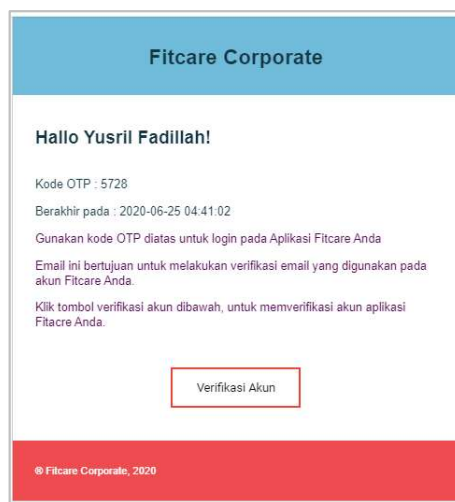 Fitcare Corporate
Hallo Yusril Fadillah!
Kode OTP : 5728
Berakhir pada : 2020-06-25 04:41:02
Gunakan kode OTP diatas untuk login pada Aplikasi Fitcare Anda
Email ini bertujuan untuk melakukan verifikasi email yang digunakan pada
akun Fitcare Anda.
Klik tombol verifikasi akun dibawah, untuk memverifikasi akun aplikasi
Fitacre Anda.
Verifikasi Akun
® Fitcare Corporate, 2020